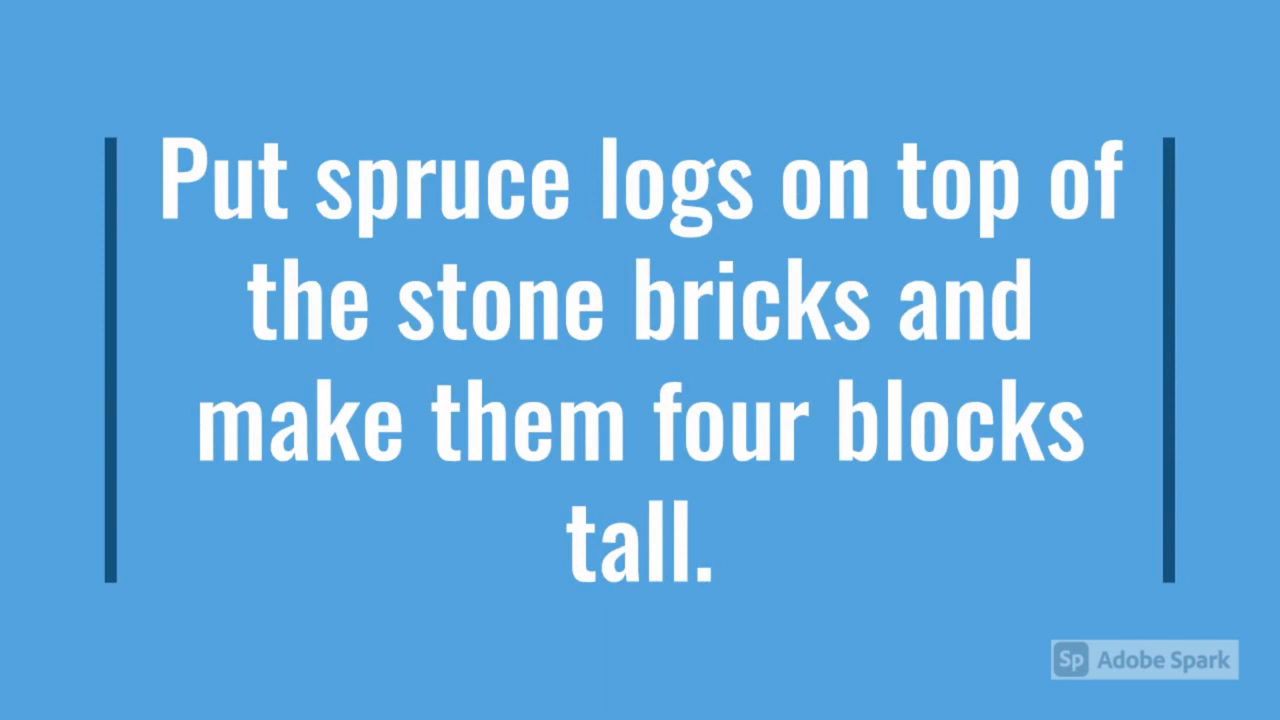 Put spruce logs on top of
the stone bricks and
make them four blocks
tall.
Sp Adobe Spark